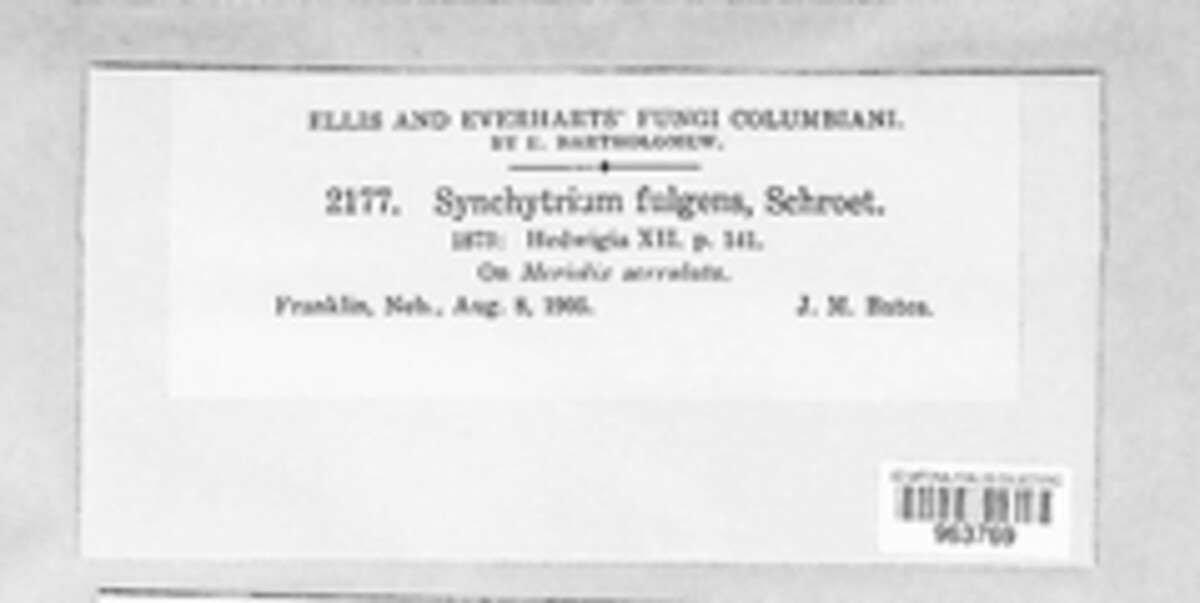 ELLIS AND EVERHARTS' FUNGI COLUMBIANI.
BY E. BARTHOLOMEW.
2177. Synchytrium fulgens, Schroet.
1873: Hedwigia XII. p. 141.
On serrulata.
Franklin, Neb., Aug. 8, 1905. J. M. Bates.
963769